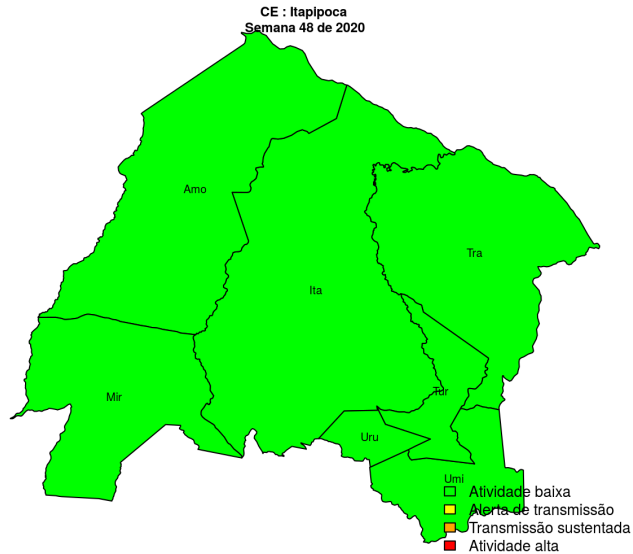 CE : Itapipoca
Semana 48 de 2020
Amo
Tra
Ita
Tur
Mir
Uru
Umi
Atividade baixa
Alerta de transmissão
Transmissão sustentada
Atividade alta